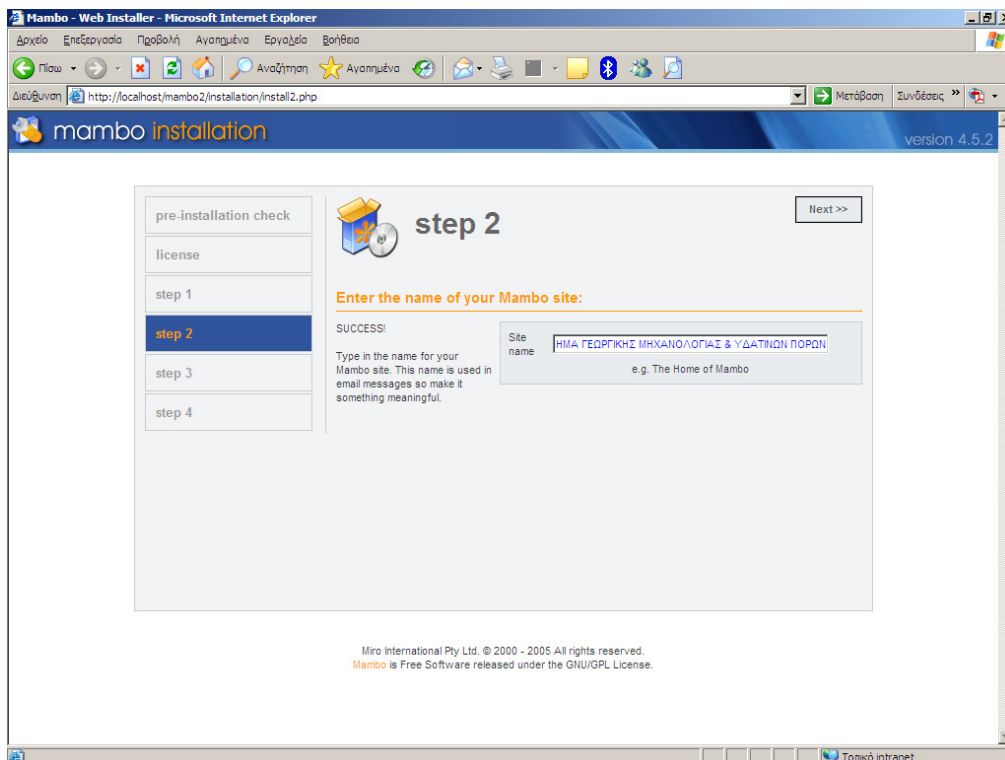 Mambo - Web Installer - Microsoft Internet Explorer
Αρχείο Επεξεργασία Προβολή Αγαπημένα Εργαλεία Βοήθεια
Πίσω Αναζήτηση Αγαπημένα
Διεύθυνση http://localhost/mambo2/installation/install2.php Μετάβαση Συνδέσεις »
mambo installation
version 4.5.2
pre-installation check
license
step 1
step 2
step 3
step 4
step 2
Next >>
Enter the name of your Mambo site:
SUCCESS!
Type in the name for your
Mambo site. This name is used in
email messages so make it
something meaningful.
Site
name
ΗΜΑ ΓΕΩΡΓΙΚΗΣ ΜΗΧΑΝΟΛΟΓΙΑΣ & ΥΔΑΤΙΝΩΝ ΠΟΡΩΝ
e.g. The Home of Mambo
Miro International Pty Ltd. © 2000 - 2005 All rights reserved.
Mambo is Free Software released under the GNU/GPL License.
Τοπικό intranet